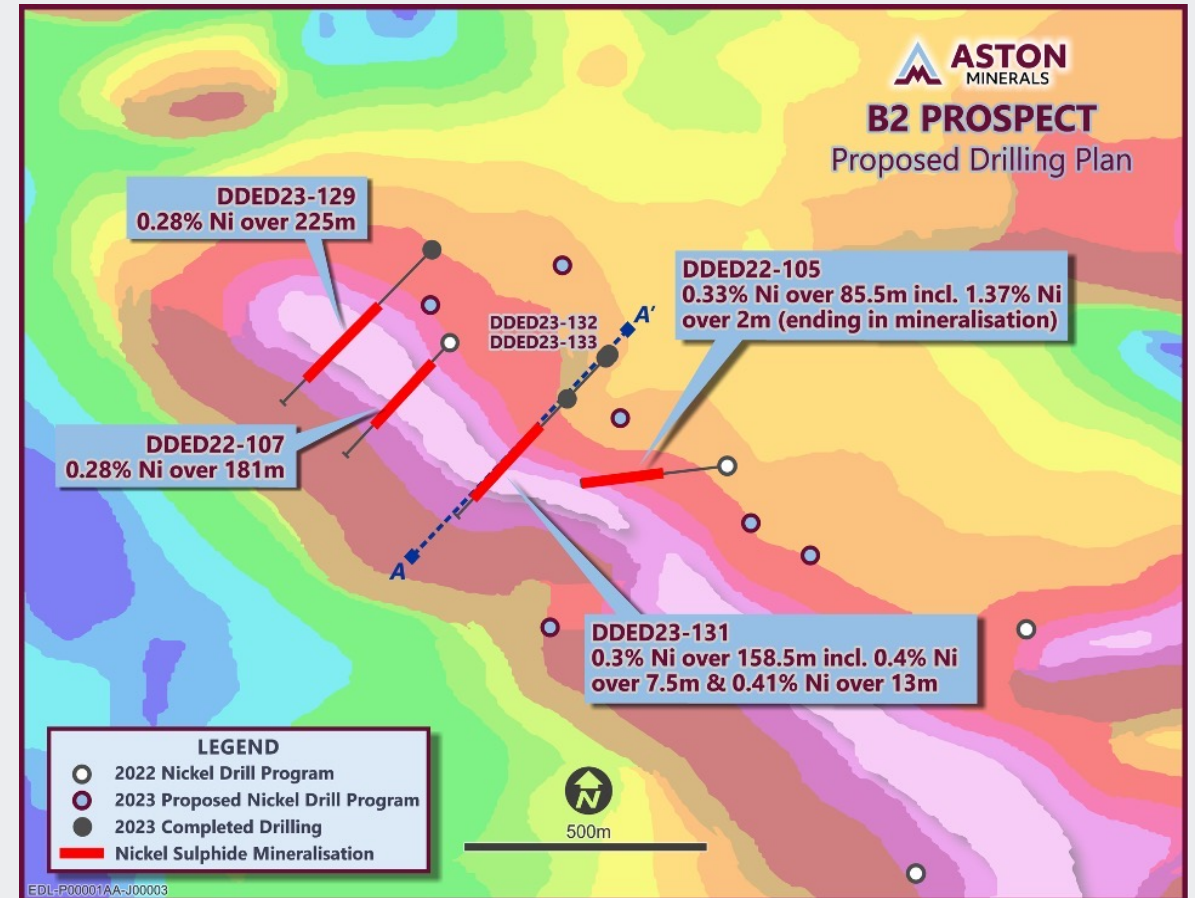 ASTON
MINERALS
B2 PROSPECT
Proposed Drilling Plan
DDED23-129
0.28% Ni over 225m
DDED22-105
0.33% Ni over 85.5m incl. 1.37% Ni
over 2m (ending in mineralisation)
DDED23-132
DDED23-133
A'
DDED22-107
0.28% Ni over 181m
A
DDED23-131
0.3% Ni over 158.5m incl. 0.4% Ni
over 7.5m & 0.41% Ni over 13m
LEGEND
2022 Nickel Drill Program
2023 Proposed Nickel Drill Program
2023 Completed Drilling
Nickel Sulphide Mineralisation
N
500m
EDL-P00001AA-J00003